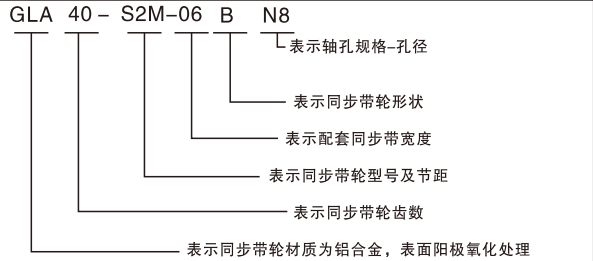 GLA 40 - S2M-06 B N8
表示轴孔规格-孔径
表示同步带轮形状
表示配套同步带宽度
表示同步带轮型号及节距
表示同步带轮齿数
表示同步带轮材质为铝合金，表面阳极氧化处理